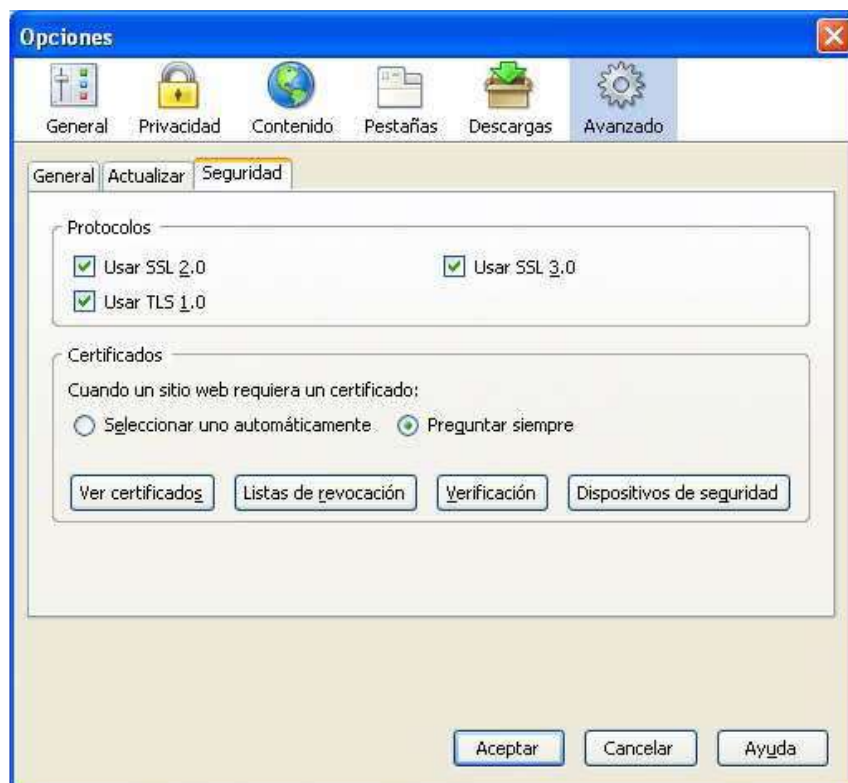 Opciones
General Privacidad Contenido Pestañas Descargas Avanzado
General Actualizar Seguridad
Protocolos
Usar SSL 2.0 Usar SSL 3.0
Usar TLS 1.0
Certificados
Cuando un sitio web requiera un certificado:
Seleccionar uno automáticamente Preguntar siempre
Ver certificados Listas de revocación Verificación Dispositivos de seguridad
Aceptar Cancelar Ayuda